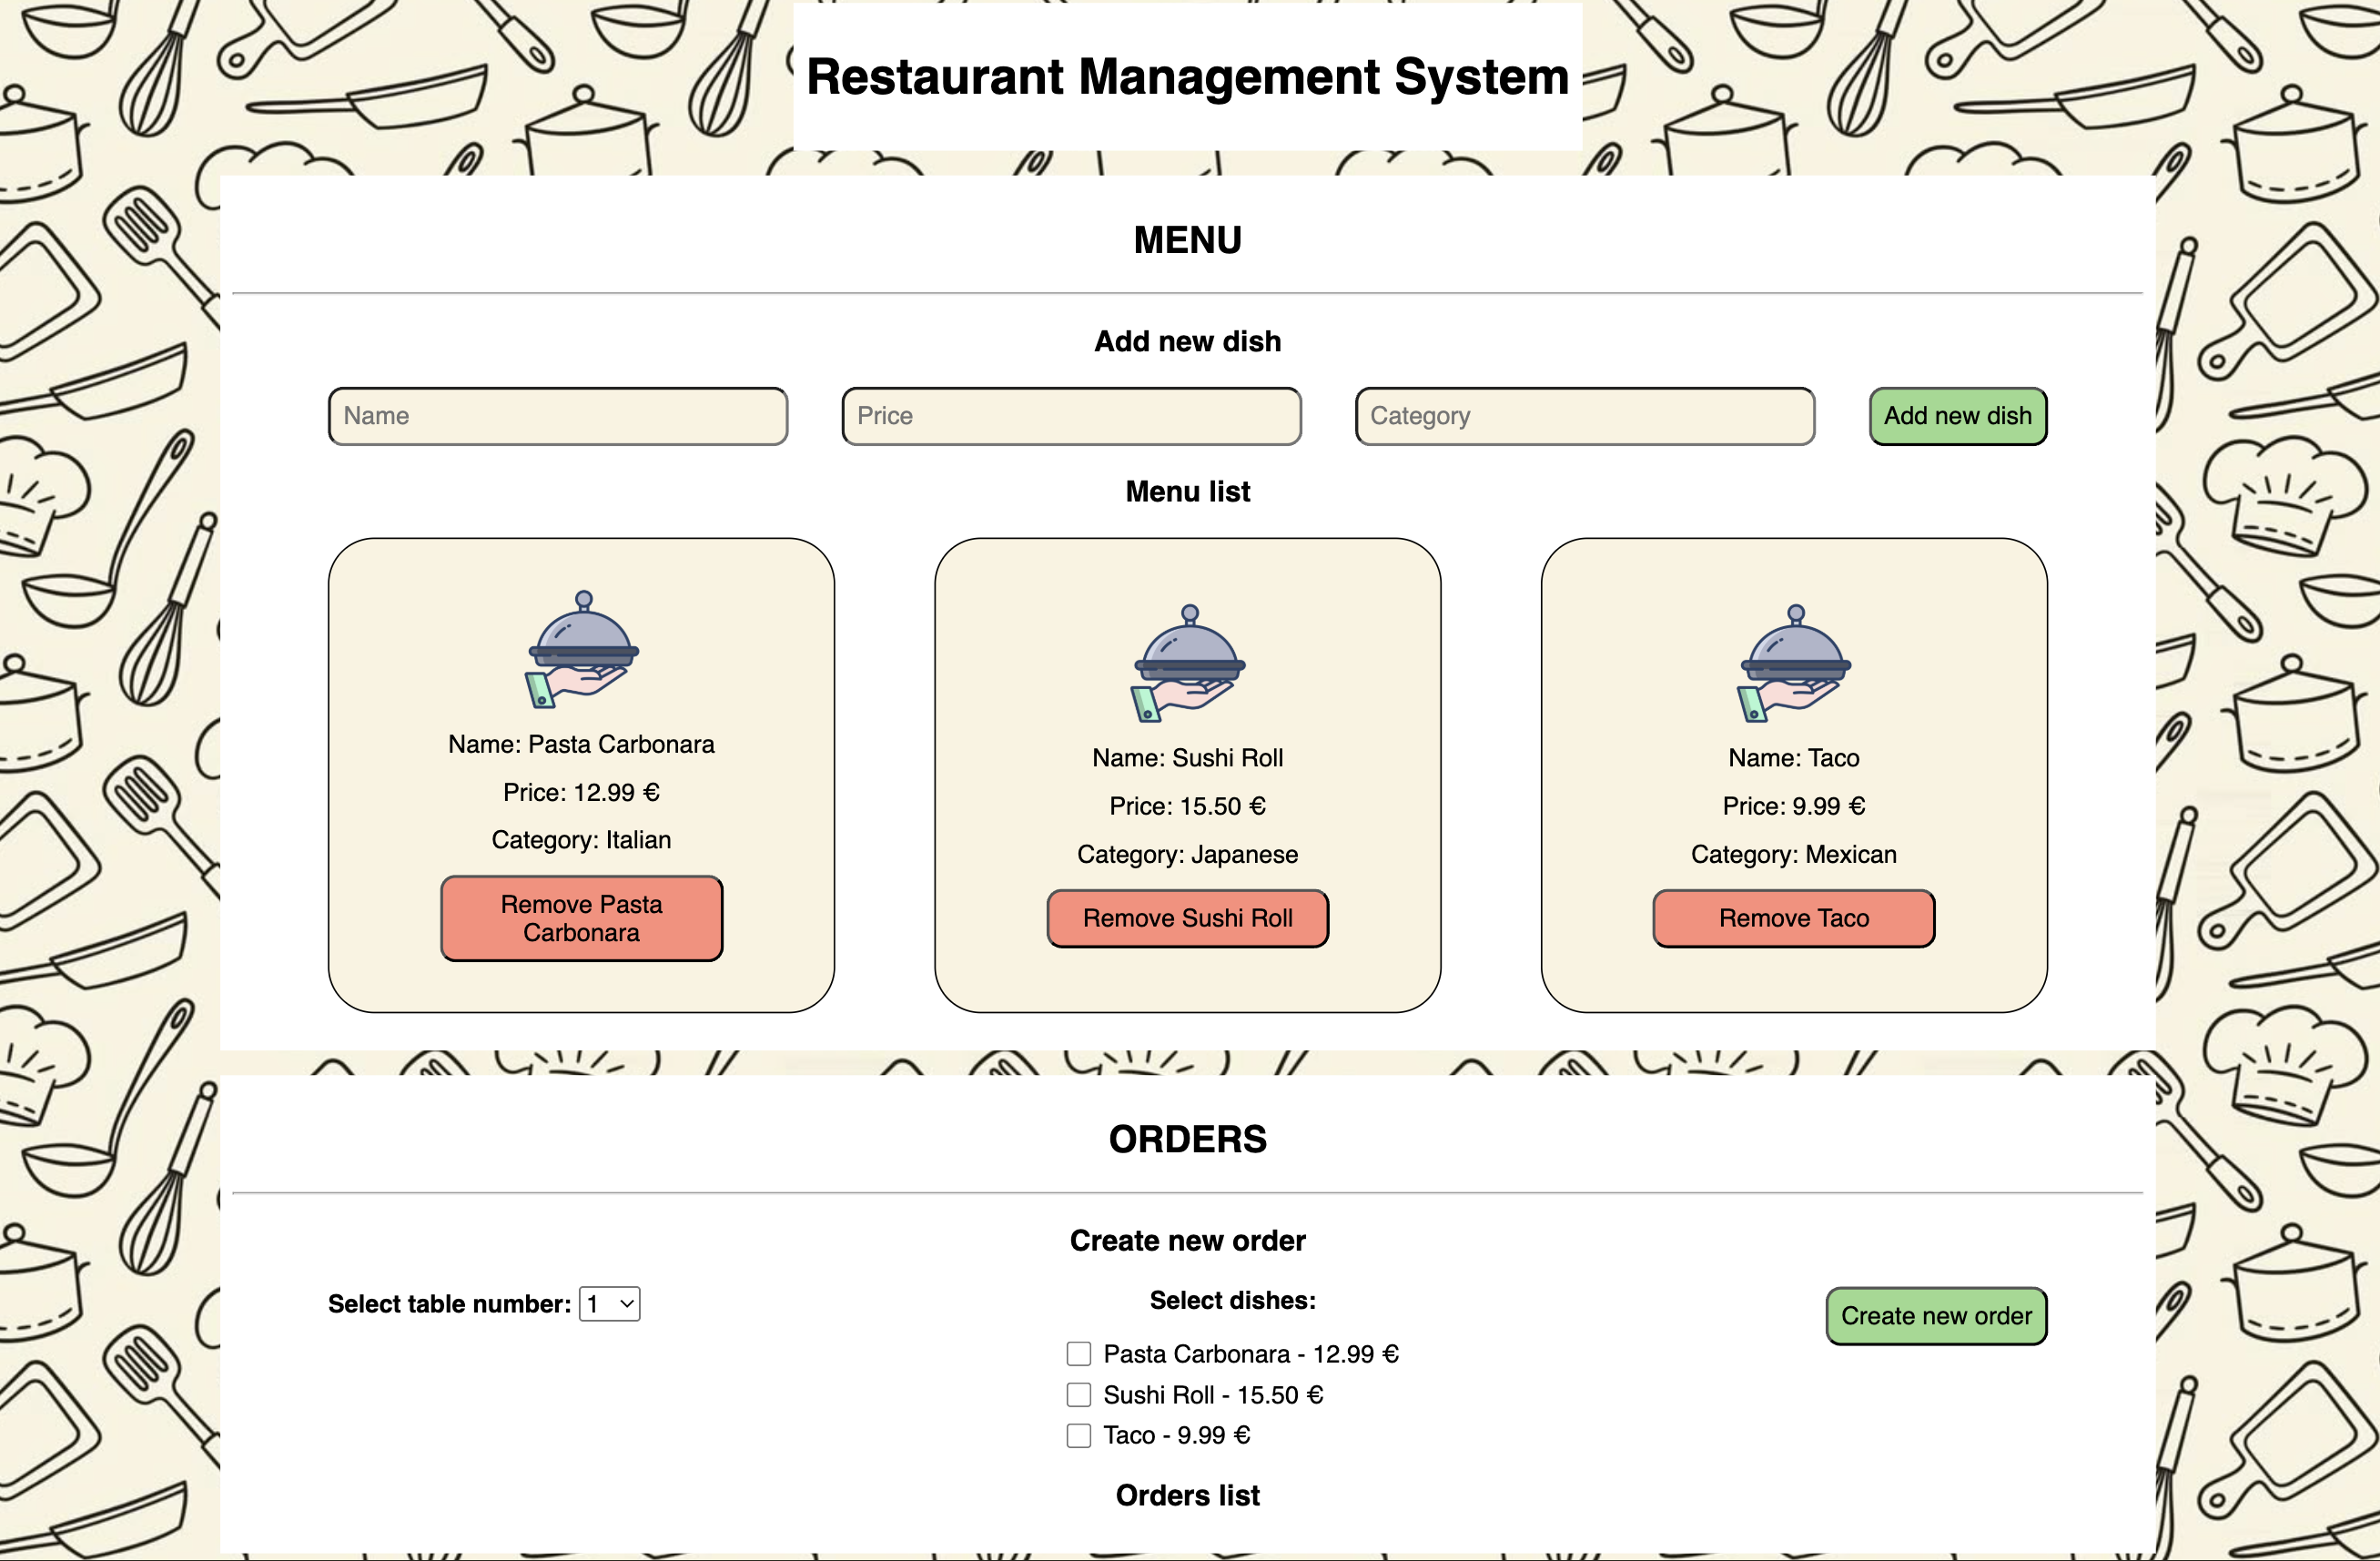 Restaurant Management System
MENU
Add new dish
Name
Price
Category
Add new dish
Menu list
Name: Pasta Carbonara
Price: 12.99 €
Category: Italian
Remove Pasta
Carbonara
Name: Sushi Roll
Price: 15.50 €
Category: Japanese
Remove Sushi Roll
Name: Taco
Price: 9.99 €
Category: Mexican
Remove Taco
ORDERS
Create new order
Select table number: 1
Select dishes:
Pasta Carbonara - 12.99 €
Sushi Roll - 15.50 €
Taco - 9.99 €
Create new order
Orders list